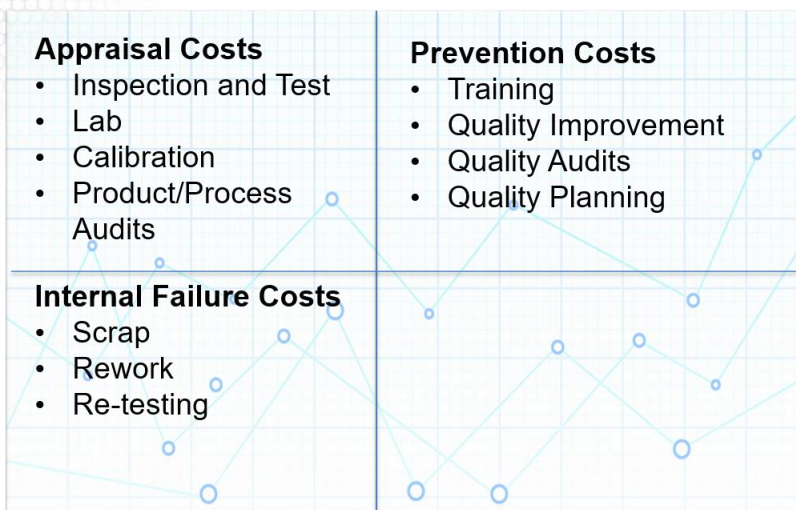 Appraisal Costs
• Inspection and Test
• Lab
• Calibration
• Product/Process
Audits
Prevention Costs
• Training
• Quality Improvement
• Quality Audits
• Quality Planning
Internal Failure Costs
• Scrap
• Rework
• Re-testing